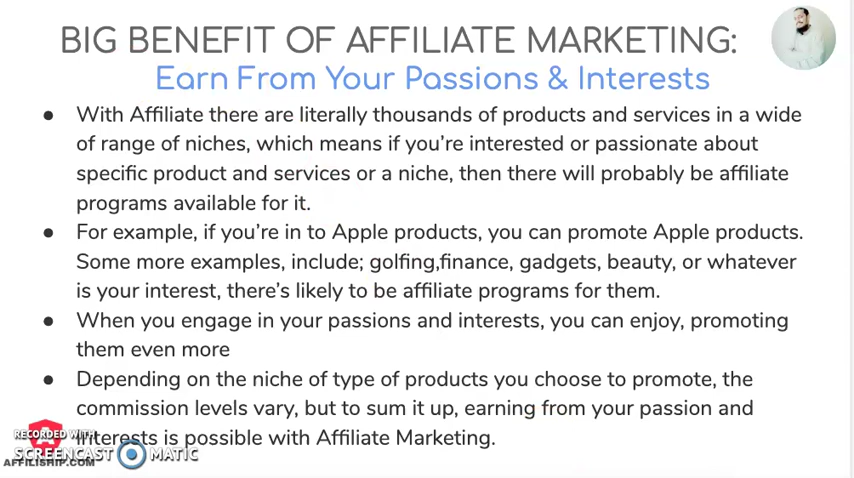 BIG BENEFIT OF AFFILIATE MARKETING:
Earn From Your Passions & Interests
● With Affiliate there are literally thousands of products and services in a wide
of range of niches, which means if you're interested or passionate about
specific product and services or a niche, then there will probably be affiliate
programs available for it.
● For example, if you're in to Apple products, you can promote Apple products.
Some more examples, include; golfing,finance, gadgets, beauty, or whatever
is your interest, there's likely to be affiliate programs for them.
● When you engage in your passions and interests, you can enjoy, promoting
them even more
● Depending on the niche of type of products you choose to promote, the
commission levels vary, but to sum it up, earning from your passion and
interests is possible with Affiliate Marketing.
RECORDED WITH
SCREENCAST MATIC
AFFILISHIP.COM